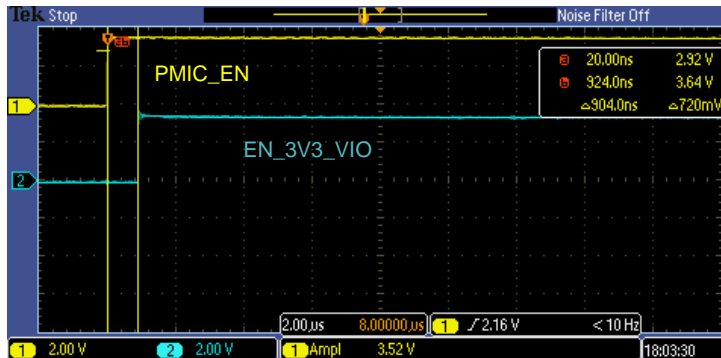 Tek Stop Noise Filter Off
a 20.00ns 2.92 V
b 924.0ns 3.64 V
△904.0ns △720mV
PMIC_EN
1
EN_3V3_VIO
2
2.00µs 8.00000µs 1 ∫ 2.16 V <10 Hz
1 2.00 V 2 2.00 V 1 Ampl 3.52 V 18:03:30